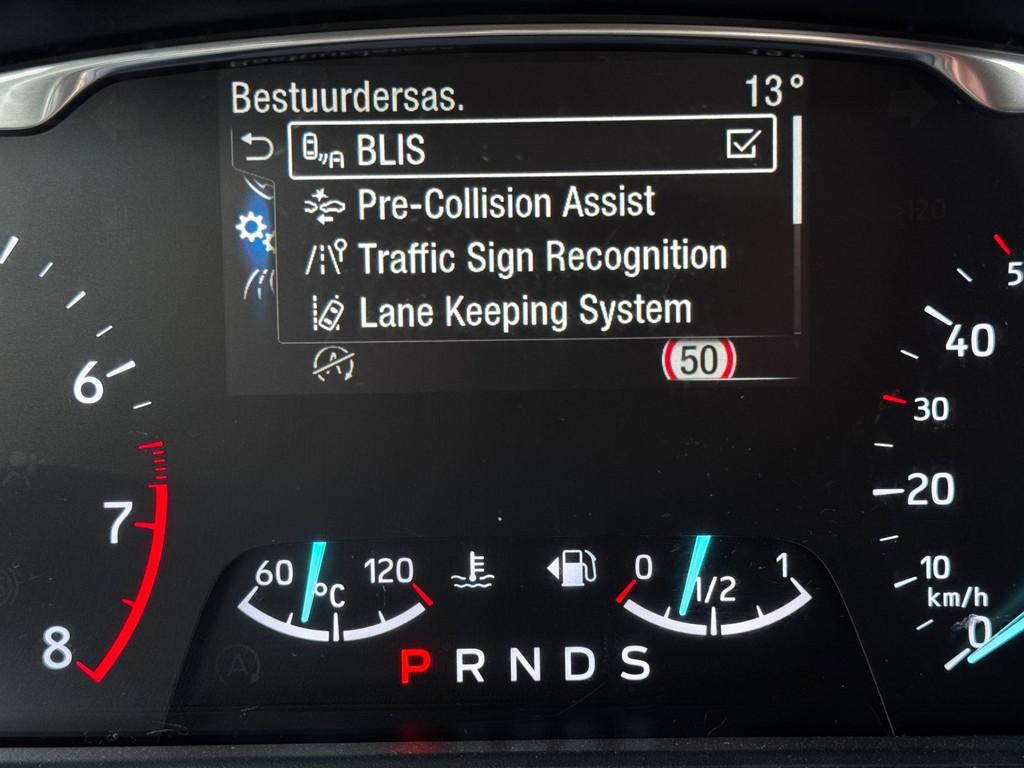 Bestuurdersas. 13°
BLIS
Pre-Collision Assist
Traffic Sign Recognition
Lane Keeping System
A 50
6
7
8
60 120
°C
0 1/2 1
P R N D S
5
40
30
20
10
km/h
0